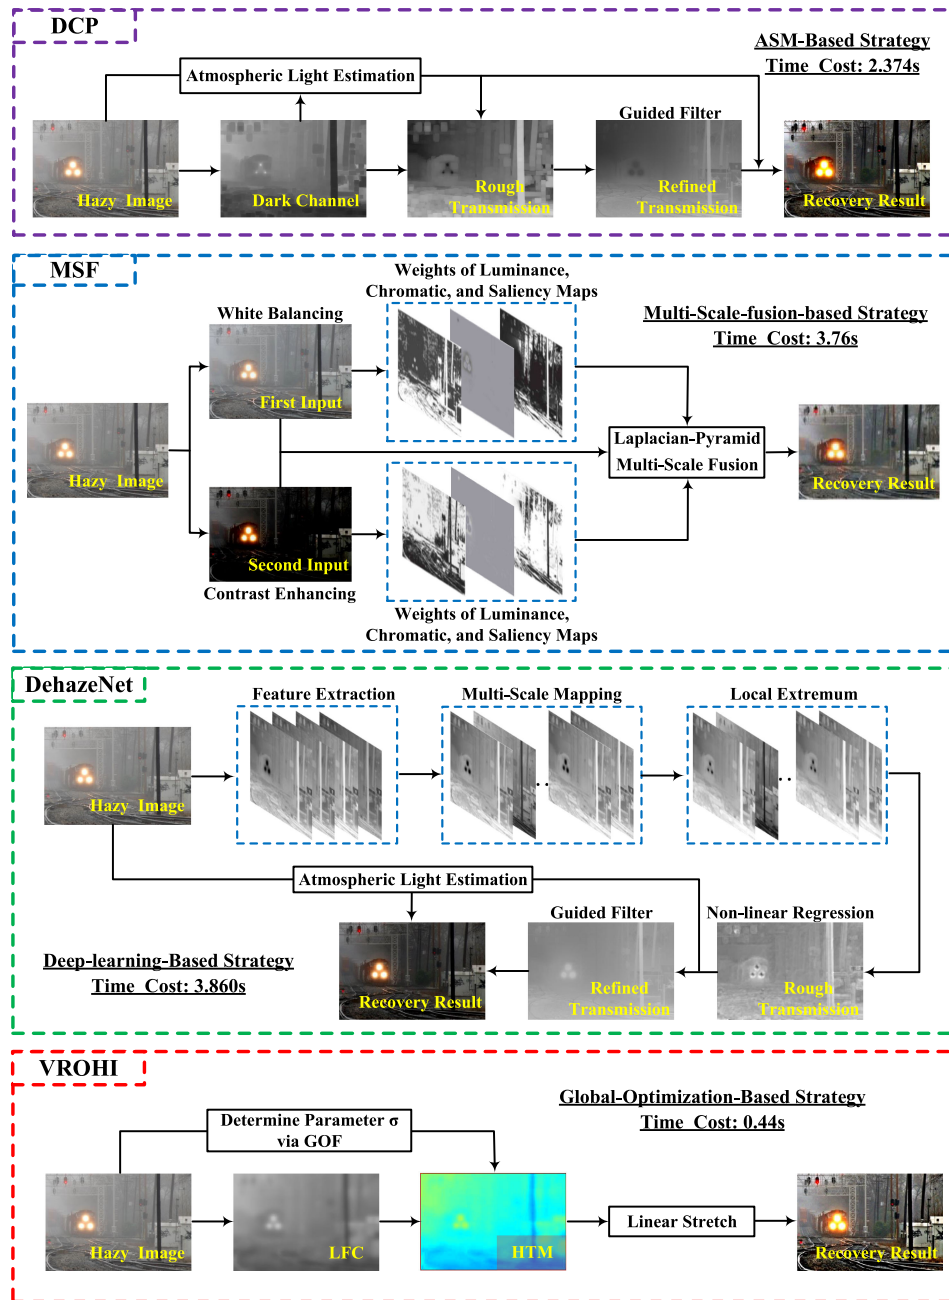 DCP
ASM-Based Strategy
Time Cost: 2.374s
Atmospheric Light Estimation
Guided Filter
Hazy Image
Dark Channel
Rough
Transmission
Refined
Transmission
Recovery Result
MSF
Weights of Luminance,
Chromatic, and Saliency Maps
White Balancing
Multi-Scale-fusion-based Strategy
Time Cost: 3.76s
First Input
Hazy Image
Laplacian-Pyramid
Multi-Scale Fusion
Recovery Result
Second Input
Contrast Enhancing
Weights of Luminance,
Chromatic, and Saliency Maps
DehazeNet
Feature Extraction
Multi-Scale Mapping
Local Extremum
Hazy Image
Atmospheric Light Estimation
Guided Filter
Non-linear Regression
Deep-learning-Based Strategy
Time Cost: 3.860s
Recovery Result
Refined
Transmission
Rough
Transmission
VROHI
Global-Optimization-Based Strategy
Time Cost: 0.44s
Determine Parameter σ
via GOF
Hazy Image
LFC
HTM
Linear Stretch
Recovery Result